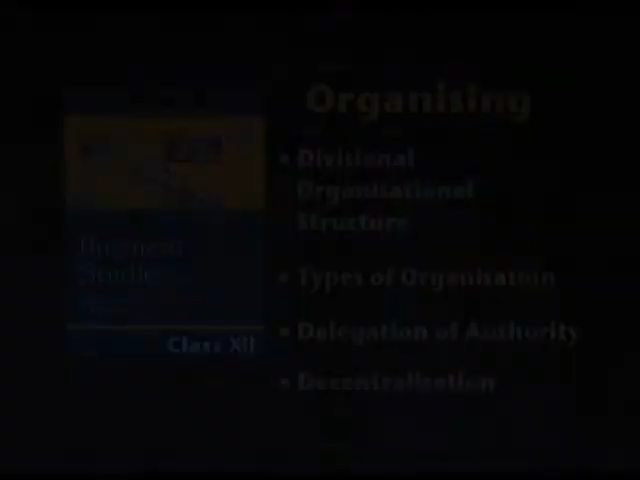 Organising
• Divisional
Organisational
Structure
• Types of Organisation
• Delegation of Authority
• Decentralisation
Business
Studies
Class XII